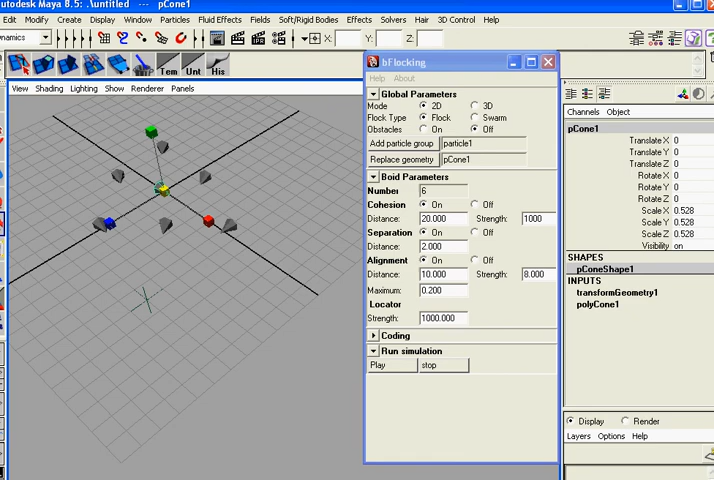 utodesk Maya 8.5: .\untitled --- pCone1
Edit Modify Create Display Window Particles Fluid Effects Fields Soft/Rigid Bodies Effects Solvers Hair 3D Control Help
Dynamics X: Y: Z:
Tem Unt His
View Shading Lighting Show Renderer Panels
bFlocking
Help About
Global Parameters
Mode 2D 3D
Flock Type Flock Swarm
Obstacles On Off
Add particle group particle1
Replace geometry pCone1
Boid Parameters
Number 6
Cohesion On Off
Distance: 20.000 Strength: 1000
Separation On Off
Distance: 2.000
Alignment On Off
Distance: 10.000 Strength: 8.000
Maximum: 0.200
Locator
Strength: 1000.000
Coding
Run simulation
Play stop
Channels Object
pCone1
Translate X 0
Translate Y 0
Translate Z 0
Rotate X 0
Rotate Y 0
Rotate Z 0
Scale X 0.528
Scale Y 0.528
Scale Z 0.528
Visibility on
SHAPES
pConeShape1
INPUTS
transformGeometry1
polyCone1
Display Render
Layers Options Help